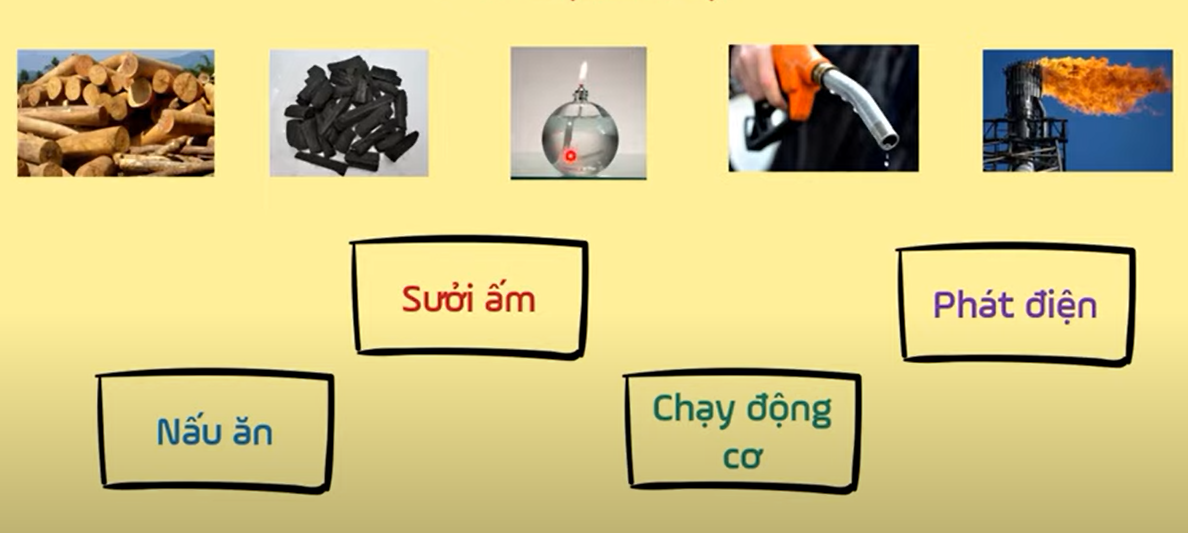 Sưởi ấm
Phát điện
Nấu ăn
Chạy động
cơ